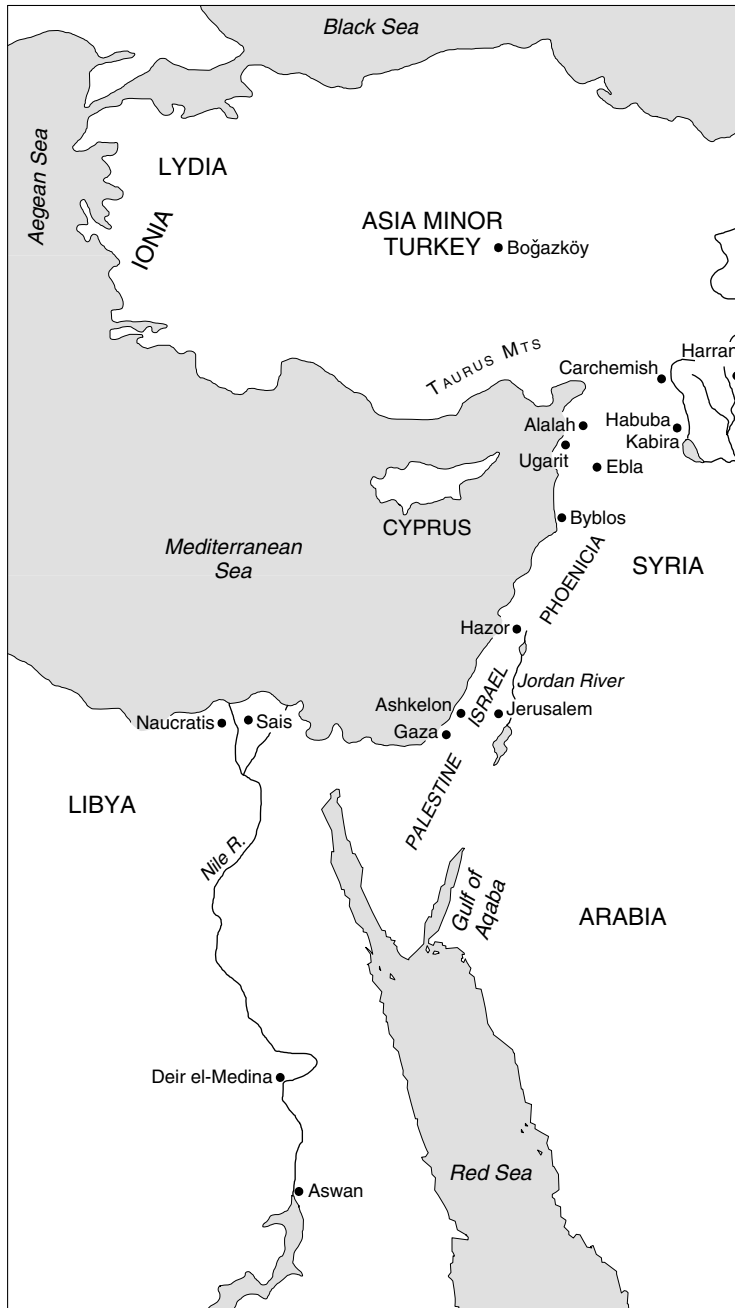 Black Sea
Aegean Sea
LYDIA
IONIA
ASIA MINOR
TURKEY
Boğazköy
TAURUS MTS
Carchemish
Harran
Alalah
Habuba
Kabira
Ugarit
Ebla
CYPRUS
Byblos
Mediterranean
Sea
PHOENICIA
SYRIA
Hazor
Jordan River
ISRAEL
Ashkelon
Jerusalem
Naucratis
Sais
Gaza
PALESTINE
LIBYA
Nile R.
Gulf of
Aqaba
ARABIA
Deir el-Medina
Red Sea
Aswan